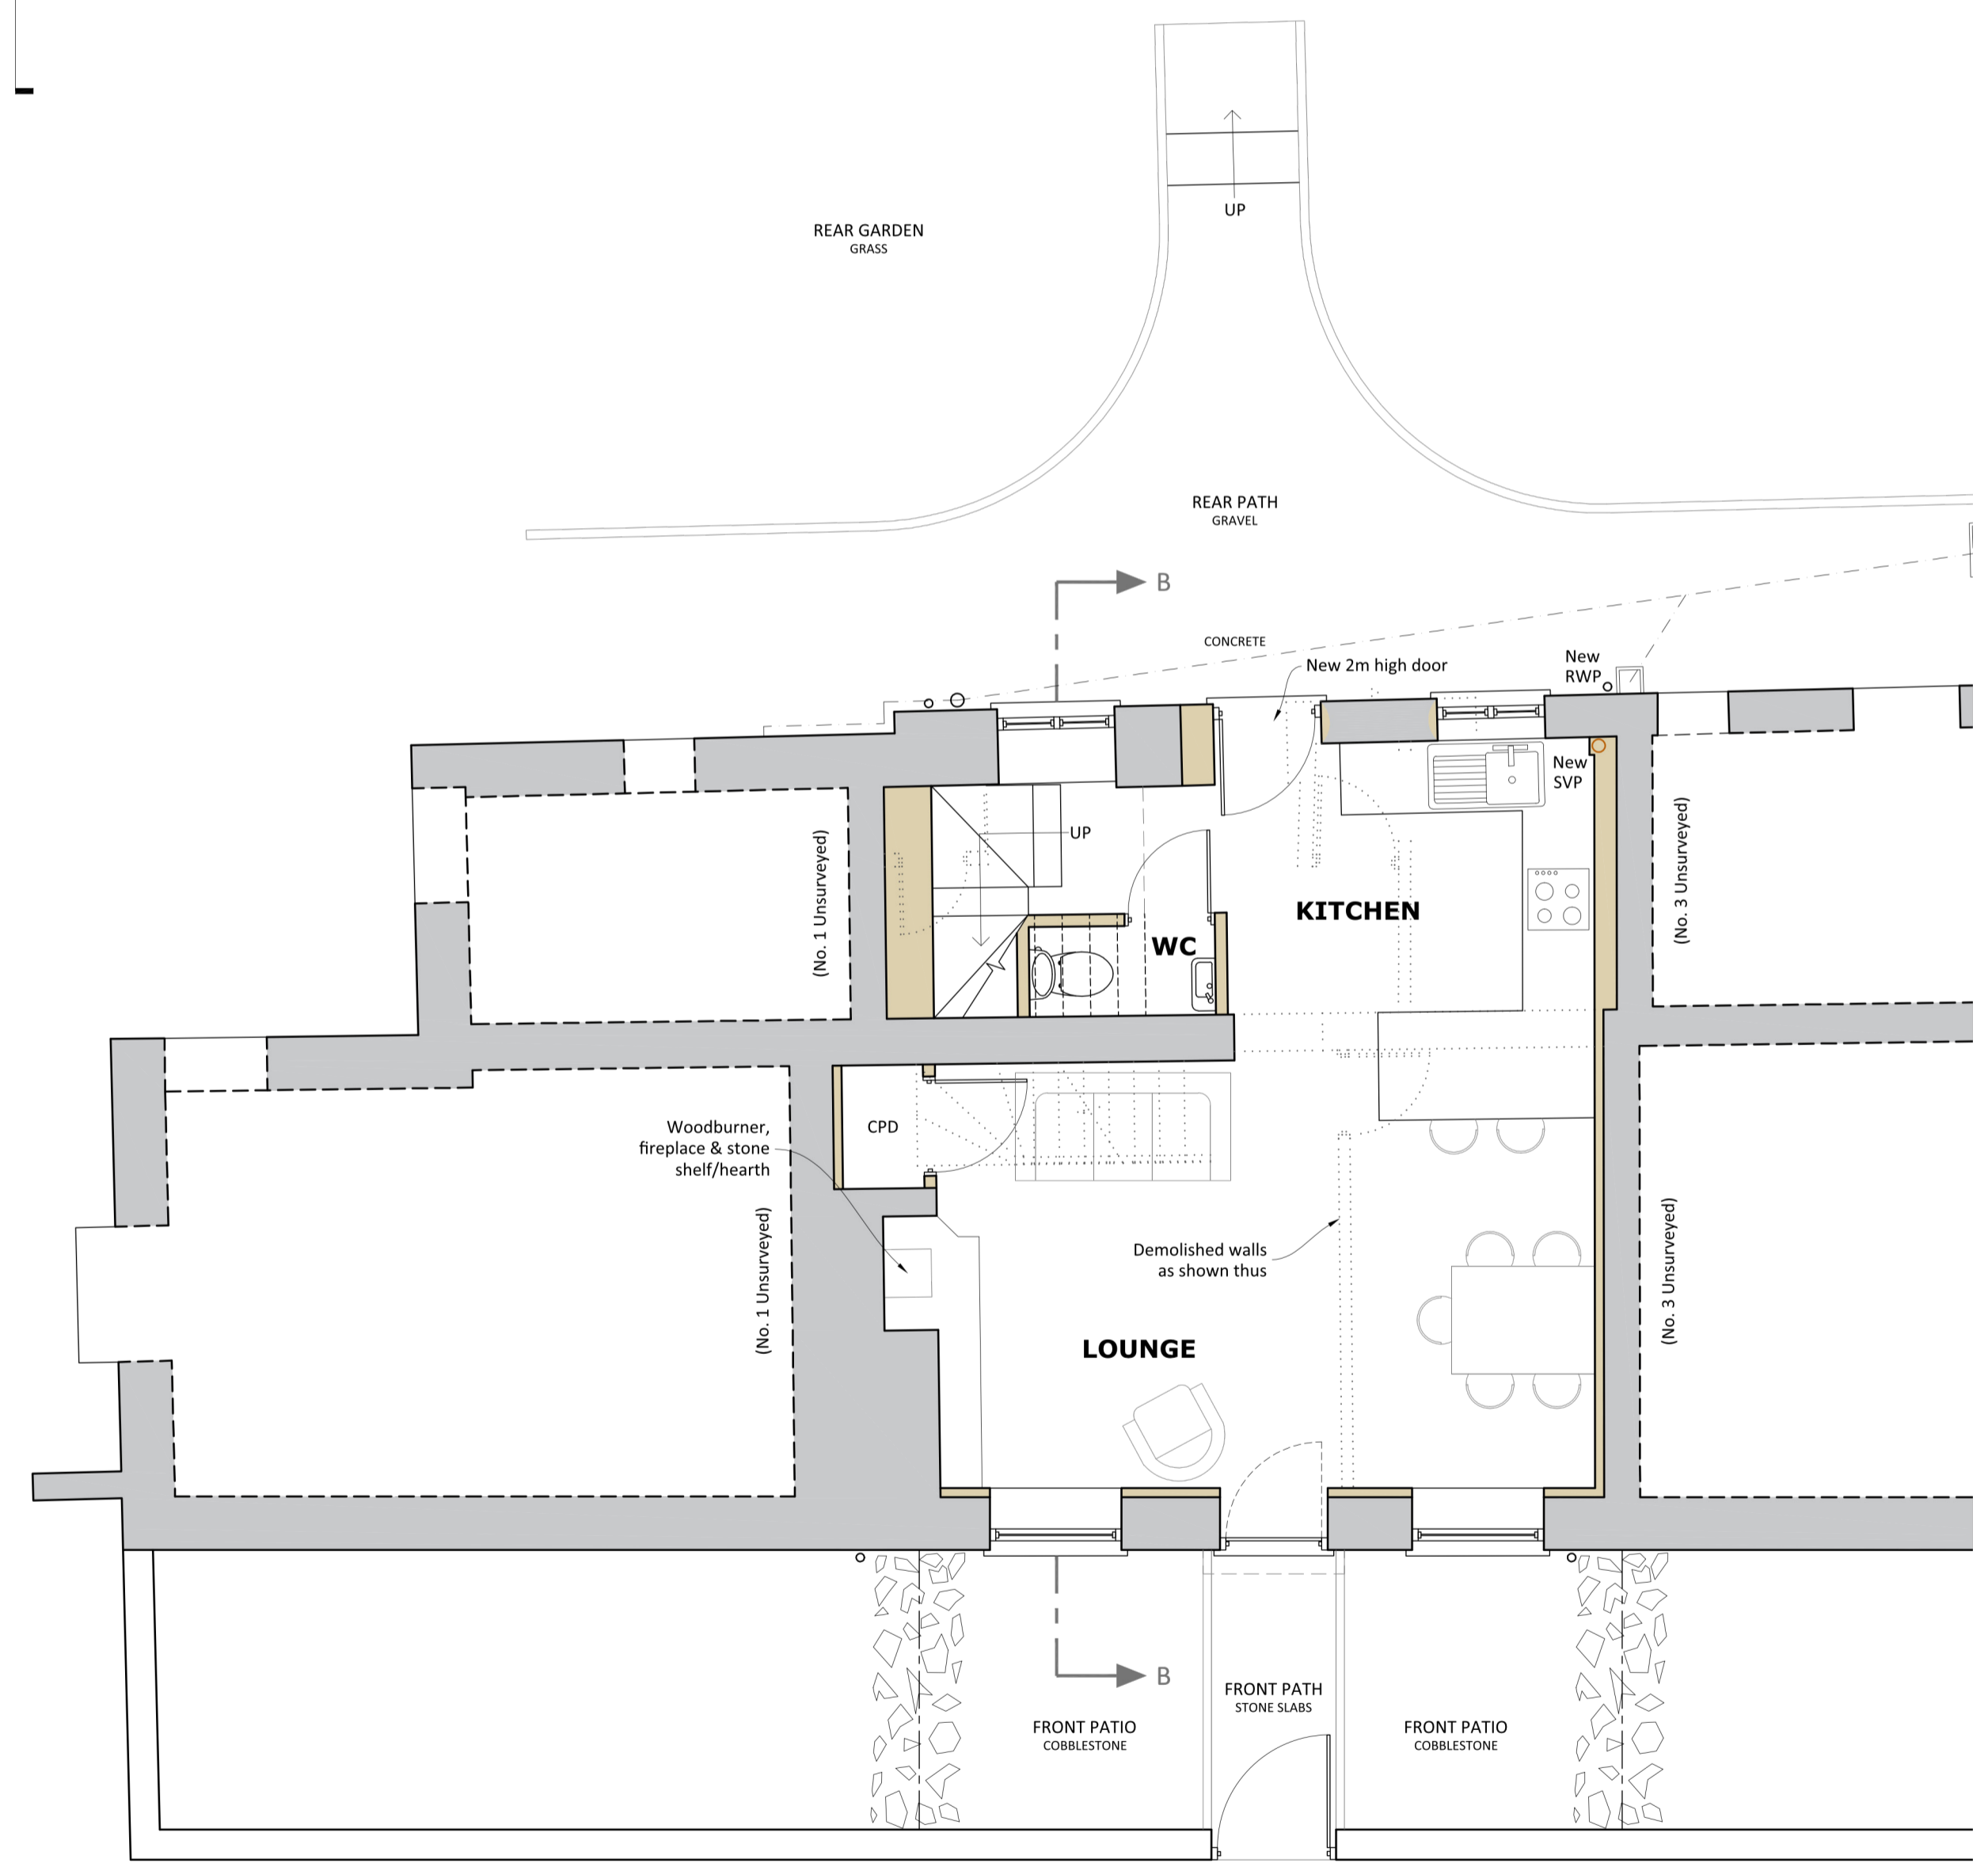 UP
REAR GARDEN
GRASS
REAR PATH
GRAVEL
B
CONCRETE
New 2m high door
New
RWP
New
SVP
UP
(No. 1 Unsurveyed)
KITCHEN
WC
(No. 3 Unsurveyed)
CPD
Woodburner,
fireplace & stone
shelf/hearth
(No. 1 Unsurveyed)
Demolished walls
as shown thus
(No. 3 Unsurveyed)
LOUNGE
B
FRONT PATH
STONE SLABS
FRONT PATIO
COBBLESTONE
FRONT PATIO
COBBLESTONE